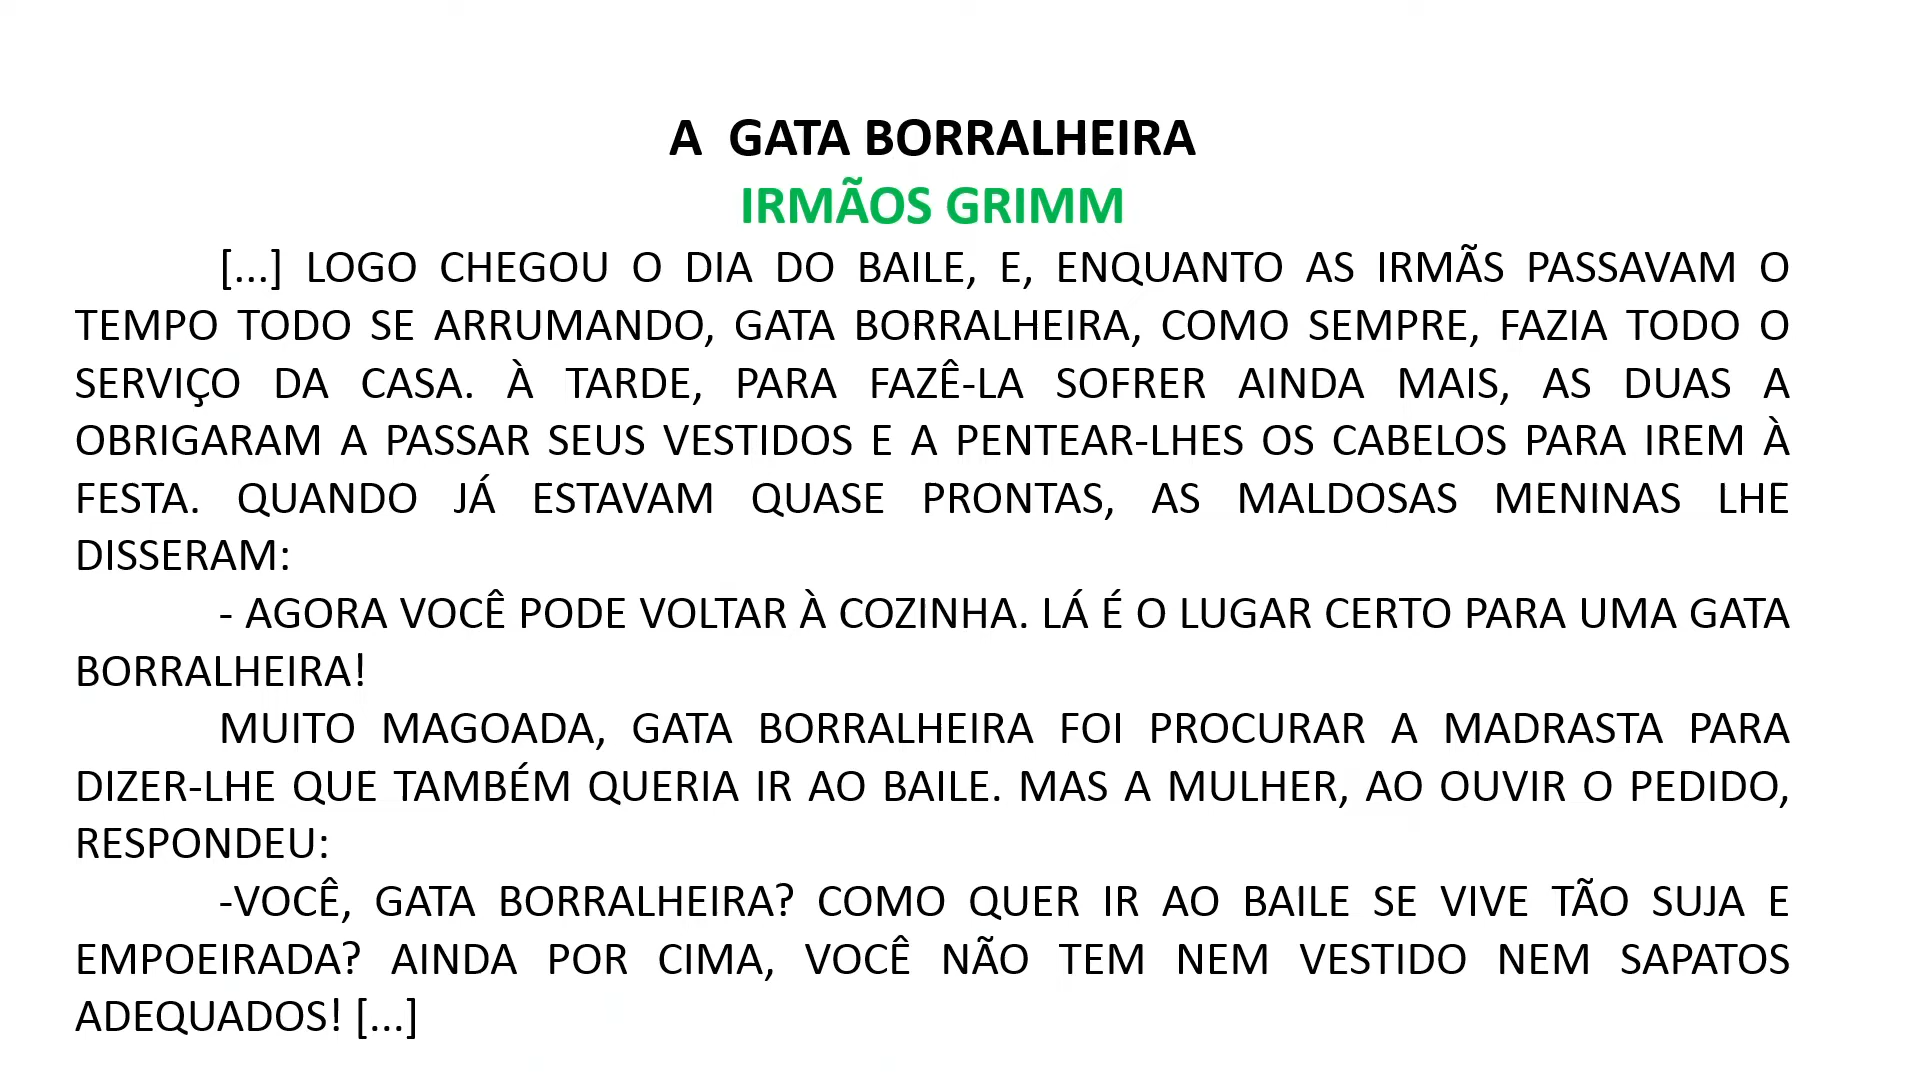 A GATA BORRALHEIRA
IRMÃOS GRIMM
[...] LOGO CHEGOU O DIA DO BAILE, E, ENQUANTO AS IRMÃS PASSAVAM O
TEMPO TODO SE ARRUMANDO, GATA BORRALHEIRA, COMO SEMPRE, FAZIA TODO O
SERVIÇO DA CASA. À TARDE, PARA FAZÊ-LA SOFRER AINDA MAIS, AS DUAS A
OBRIGARAM A PASSAR SEUS VESTIDOS E A PENTEAR-LHES OS CABELOS PARA IREM À
FESTA. QUANDO JÁ ESTAVAM QUASE PRONTAS, AS MALDOSAS MENINAS LHE
DISSERAM:
- AGORA VOCÊ PODE VOLTAR À COZINHA. LÁ É O LUGAR CERTO PARA UMA GATA
BORRALHEIRA!
MUITO MAGOADA, GATA BORRALHEIRA FOI PROCURAR A MADRASTA PARA
DIZER-LHE QUE TAMBÉM QUERIA IR AO BAILE. MAS A MULHER, AO OUVIR O PEDIDO,
RESPONDEU:
-VOCÊ, GATA BORRALHEIRA? COMO QUER IR AO BAILE SE VIVE TÃO SUJA E
EMPOEIRADA? AINDA POR CIMA, VOCÊ NÃO TEM NEM VESTIDO NEM SAPATOS
ADEQUADOS! [...]